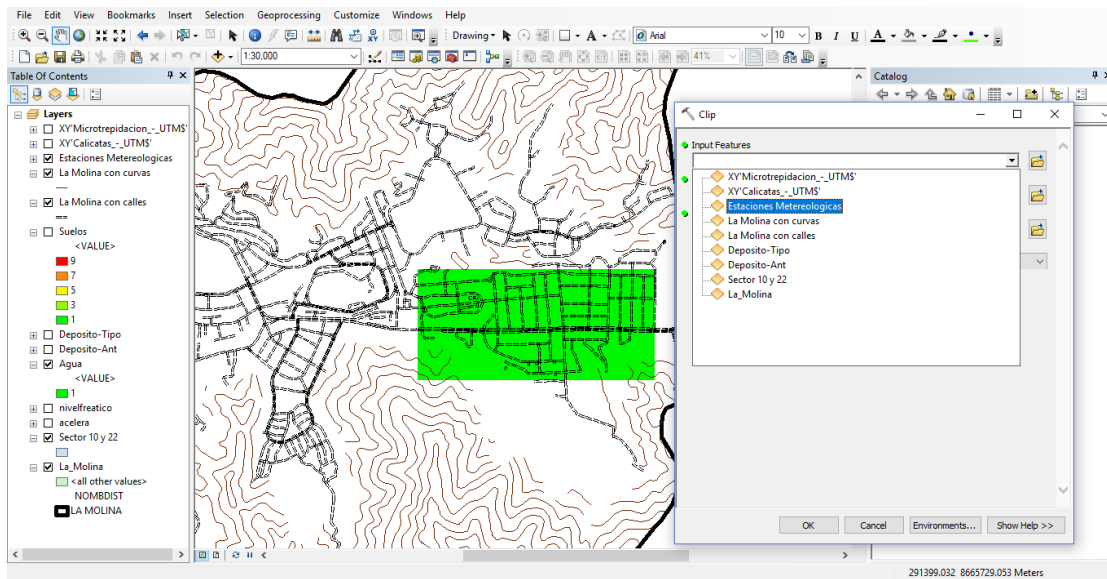 File Edit View Bookmarks Insert Selection Geoprocessing Customize Windows Help
Drawing Arial 10 B I U A
1:30,000 41%
Table Of Contents
Layers
XY'Microtrepidacion_-_UTM$'
XY'Calicatas_-_UTM$'
Estaciones Metereologicas
La Molina con curvas
La Molina con calles
Suelos
<VALUE>
9
7
5
3
1
Deposito-Tipo
Deposito-Ant
Agua
<VALUE>
1
nivelfreatico
acelera
Sector 10 y 22
La_Molina
<all other values>
NOMBDIST
LA MOLINA
Catalog
Clip
Input Features
XY'Microtrepidacion_-_UTM$'
XY'Calicatas_-_UTM$'
Estaciones Metereologicas
La Molina con curvas
La Molina con calles
Deposito-Tipo
Deposito-Ant
Sector 10 y 22
La_Molina
OK Cancel Environments... Show Help >>
291399.032 8665729.053 Meters